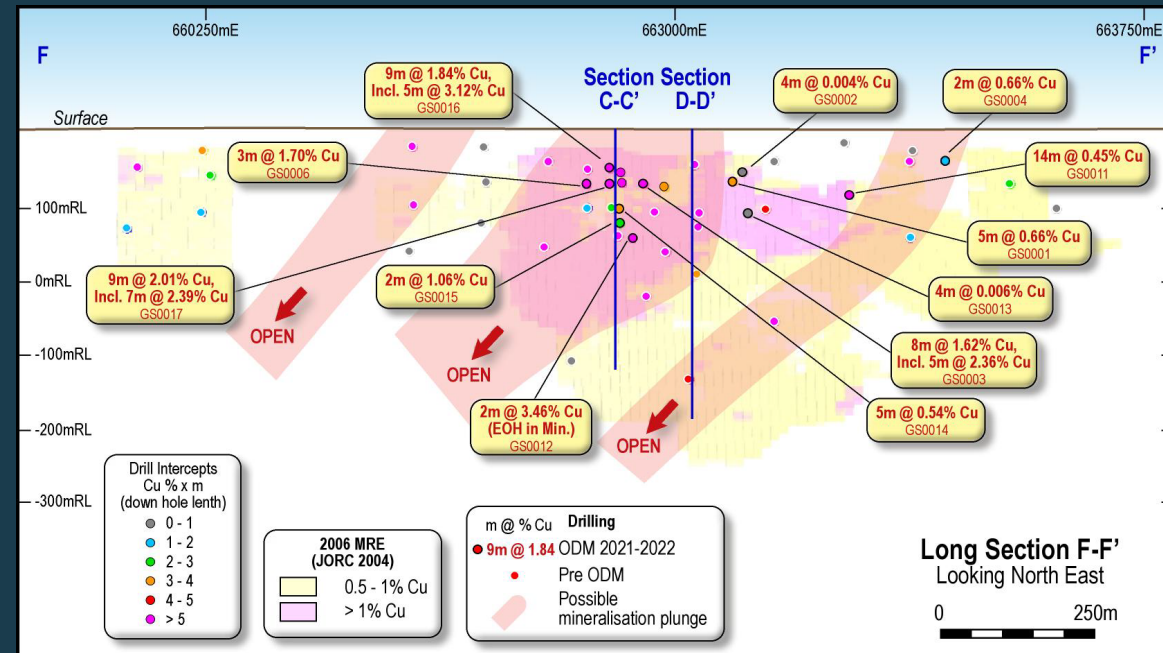 660250mE
663000mE
663750mE
F
F'
Surface
Section
C-C'
Section
D-D'
9m @ 1.84% Cu,
Incl. 5m @ 3.12% Cu
GS0016
4m @ 0.004% Cu
GS0002
2m @ 0.66% Cu
GS0004
3m @ 1.70% Cu
GS0006
14m @ 0.45% Cu
GS0011
100mRL
5m @ 0.66% Cu
GS0001
9m @ 2.01% Cu,
Incl. 7m @ 2.39% Cu
GS0017
2m @ 1.06% Cu
GS0015
0mRL
4m @ 0.006% Cu
GS0013
OPEN
-100mRL
8m @ 1.62% Cu,
Incl. 5m @ 2.36% Cu
GS0003
OPEN
2m @ 3.46% Cu
(EOH in Min.)
GS0012
5m @ 0.54% Cu
GS0014
-200mRL
OPEN
-300mRL
Drill Intercepts
Cu % x m
(down hole lenth)
0 - 1
1 - 2
2 - 3
3 - 4
4 - 5
> 5
2006 MRE
(JORC 2004)
0.5 - 1% Cu
> 1% Cu
m @ % Cu Drilling
9m @ 1.84 ODM 2021-2022
Pre ODM
Possible
mineralisation plunge
Long Section F-F'
Looking North East
0 250m